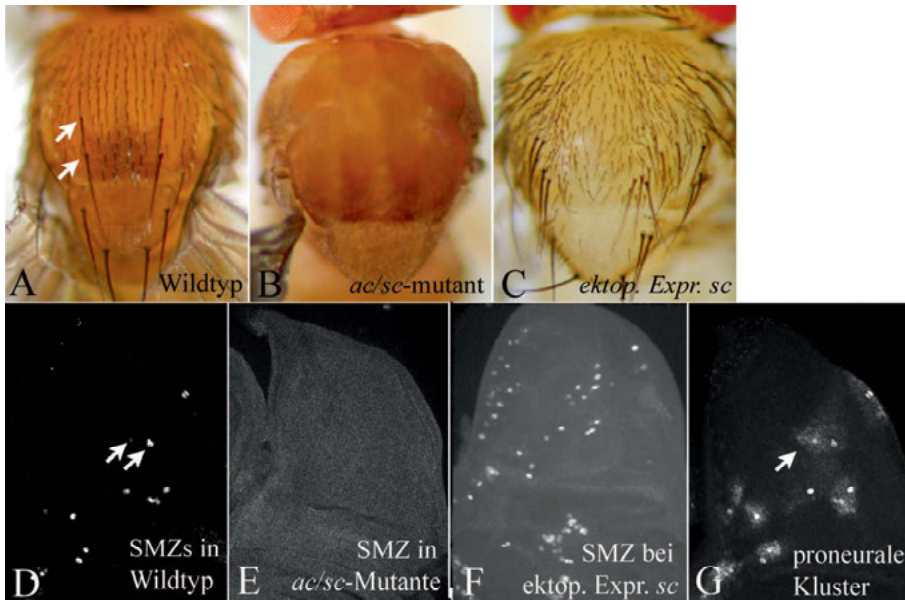 A
Wildtyp
B
ac/sc-mutant
C
ektop. Expr. sc
D
SMZs in
Wildtyp
E
SMZ in
ac/sc-Mutante
F
SMZ bei
ektop. Expr. sc
G
proneurale
Kluster